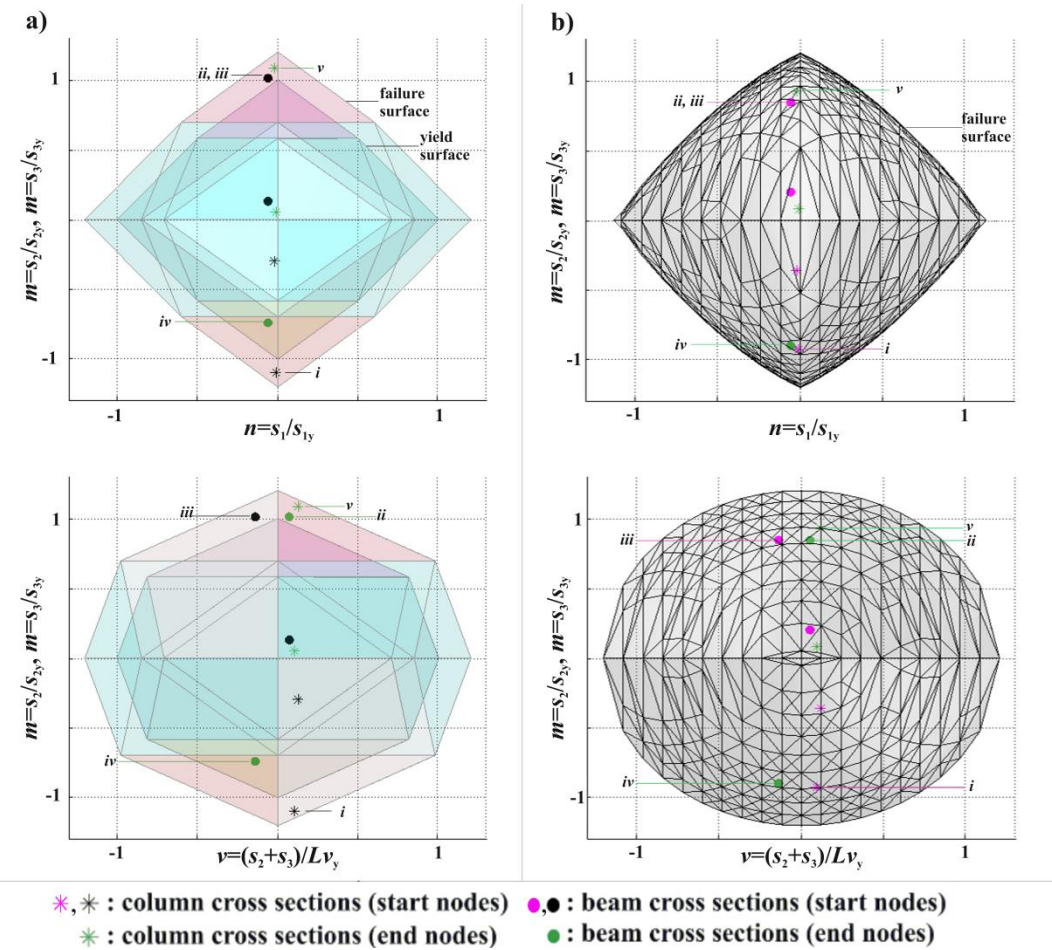 a)
m=s₂/s₂y, m=s₃/s₃y
1
-1
ii, iii
v
failure
surface
yield
surface
iv
i
-1
1
n=s₁/s₁y
b)
m=s₂/s₂y, m=s₃/s₃y
1
-1
ii, iii
v
failure
surface
iv
i
-1
1
n=s₁/s₁y
m=s₂/s₂y, m=s₃/s₃y
1
-1
iii
v
ii
iv
i
-1
1
v=(s₂+s₃)/Lvy
m=s₂/s₂y, m=s₃/s₃y
1
-1
iii
v
ii
iv
i
-1
1
v=(s₂+s₃)/Lvy
✳,✳ : column cross sections (start nodes) ●,● : beam cross sections (start nodes)
✳ : column cross sections (end nodes) ● : beam cross sections (end nodes)